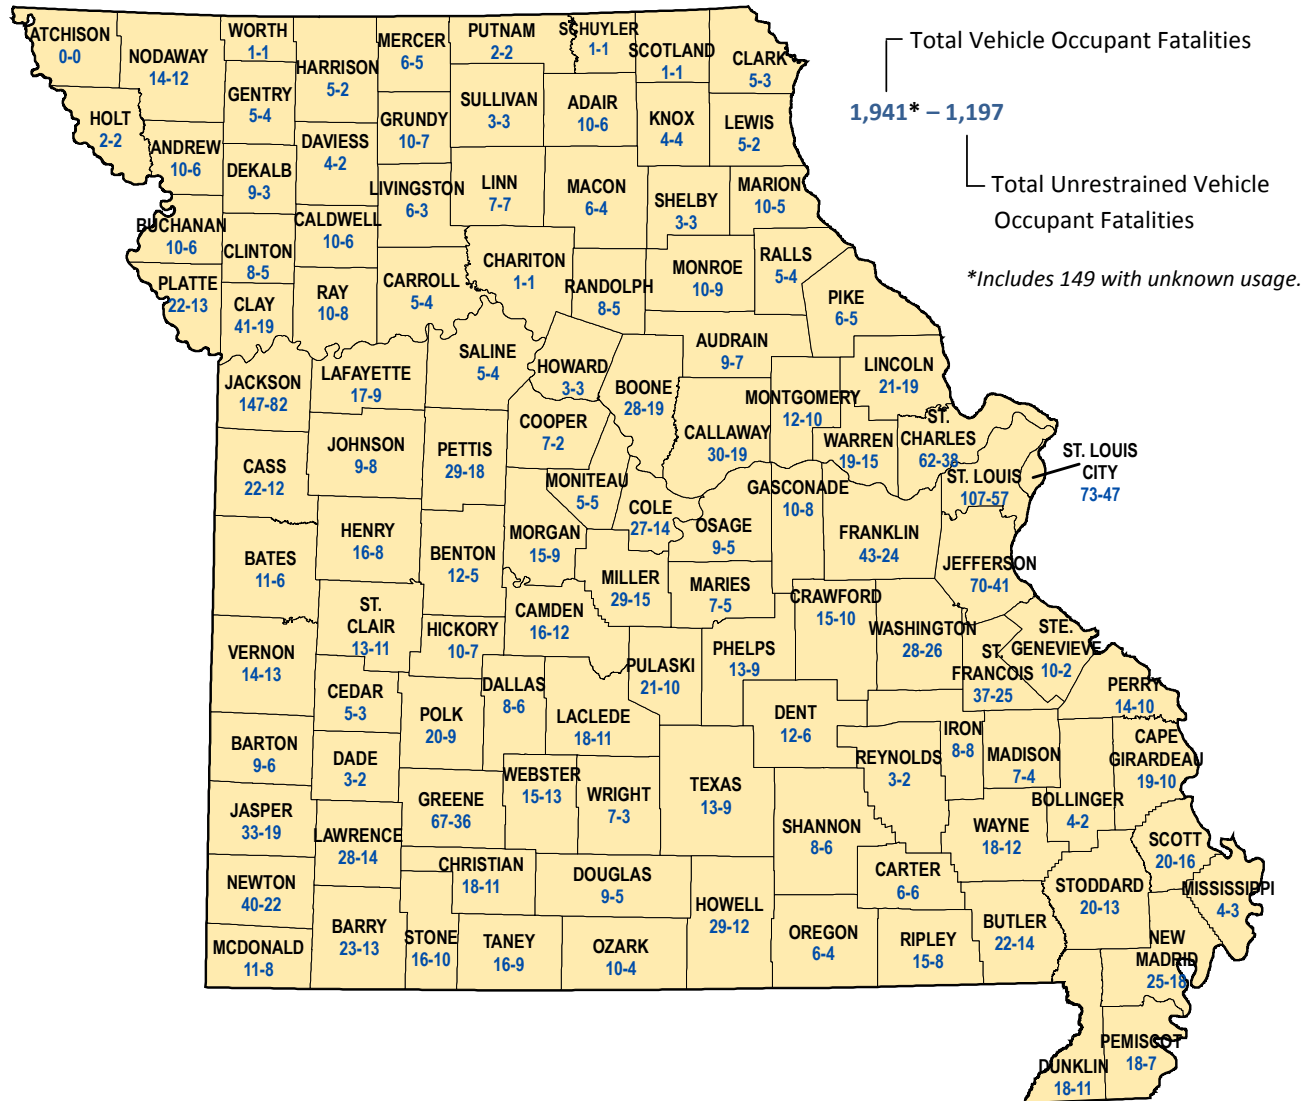 Total Vehicle Occupant Fatalities
1,941* – 1,197
Total Unrestrained Vehicle
Occupant Fatalities
*Includes 149 with unknown usage.
ATCHISON
0-0
NODAWAY
14-12
WORTH
1-1
HARRISON
5-2
MERCER
6-5
PUTNAM
2-2
SCHUYLER
1-1
SCOTLAND
1-1
CLARK
5-3
HOLT
2-2
GENTRY
5-4
SULLIVAN
3-3
ADAIR
10-6
KNOX
4-4
LEWIS
5-2
ANDREW
10-6
DEKALB
9-3
DAVIESS
4-2
GRUNDY
10-7
LIVINGSTON
6-3
LINN
7-7
MACON
6-4
SHELBY
3-3
MARION
10-5
BUCHANAN
10-6
CLINTON
8-5
CALDWELL
10-6
CHARITON
1-1
RANDOLPH
8-5
MONROE
10-9
RALLS
5-4
PLATTE
22-13
CLAY
41-19
RAY
10-8
CARROLL
5-4
PIKE
6-5
JACKSON
147-82
LAFAYETTE
17-9
SALINE
5-4
HOWARD
3-3
BOONE
28-19
AUDRAIN
9-7
LINCOLN
21-19
MONTGOMERY
12-10
CALLAWAY
30-19
WARREN
19-15
ST.
CHARLES
62-38
ST. LOUIS
107-57
ST. LOUIS
CITY
73-47
CASS
22-12
JOHNSON
9-8
PETTIS
29-18
COOPER
7-2
MONITEAU
5-5
COLE
27-14
OSAGE
9-5
GASCONADE
10-8
FRANKLIN
43-24
JEFFERSON
70-41
BATES
11-6
HENRY
16-8
BENTON
12-5
MORGAN
15-9
MILLER
29-15
MARIES
7-5
CRAWFORD
15-10
WASHINGTON
28-26
ST.
FRANCOIS
37-25
STE.
GENEVIEVE
10-2
VERNON
14-13
ST.
CLAIR
13-11
HICKORY
10-7
CAMDEN
16-12
PULASKI
21-10
PHELPS
13-9
PERRY
14-10
CEDAR
5-3
POLK
20-9
DALLAS
8-6
LACLEDE
18-11
DENT
12-6
IRON
8-8
MADISON
7-4
CAPE
GIRARDEAU
19-10
BARTON
9-6
DADE
3-2
GREENE
67-36
WEBSTER
15-13
WRIGHT
7-3
TEXAS
13-9
REYNOLDS
3-2
BOLLINGER
4-2
JASPER
33-19
LAWRENCE
28-14
SHANNON
8-6
WAYNE
18-12
SCOTT
20-16
MISSISSIPPI
4-3
NEWTON
40-22
CHRISTIAN
18-11
DOUGLAS
9-5
HOWELL
29-12
CARTER
6-6
STODDARD
20-13
MCDONALD
11-8
BARRY
23-13
STONE
16-10
TANEY
16-9
OZARK
10-4
OREGON
6-4
RIPLEY
15-8
BUTLER
22-14
NEW
MADRID
25-18
PEMISCOT
18-7
DUNKLIN
18-11